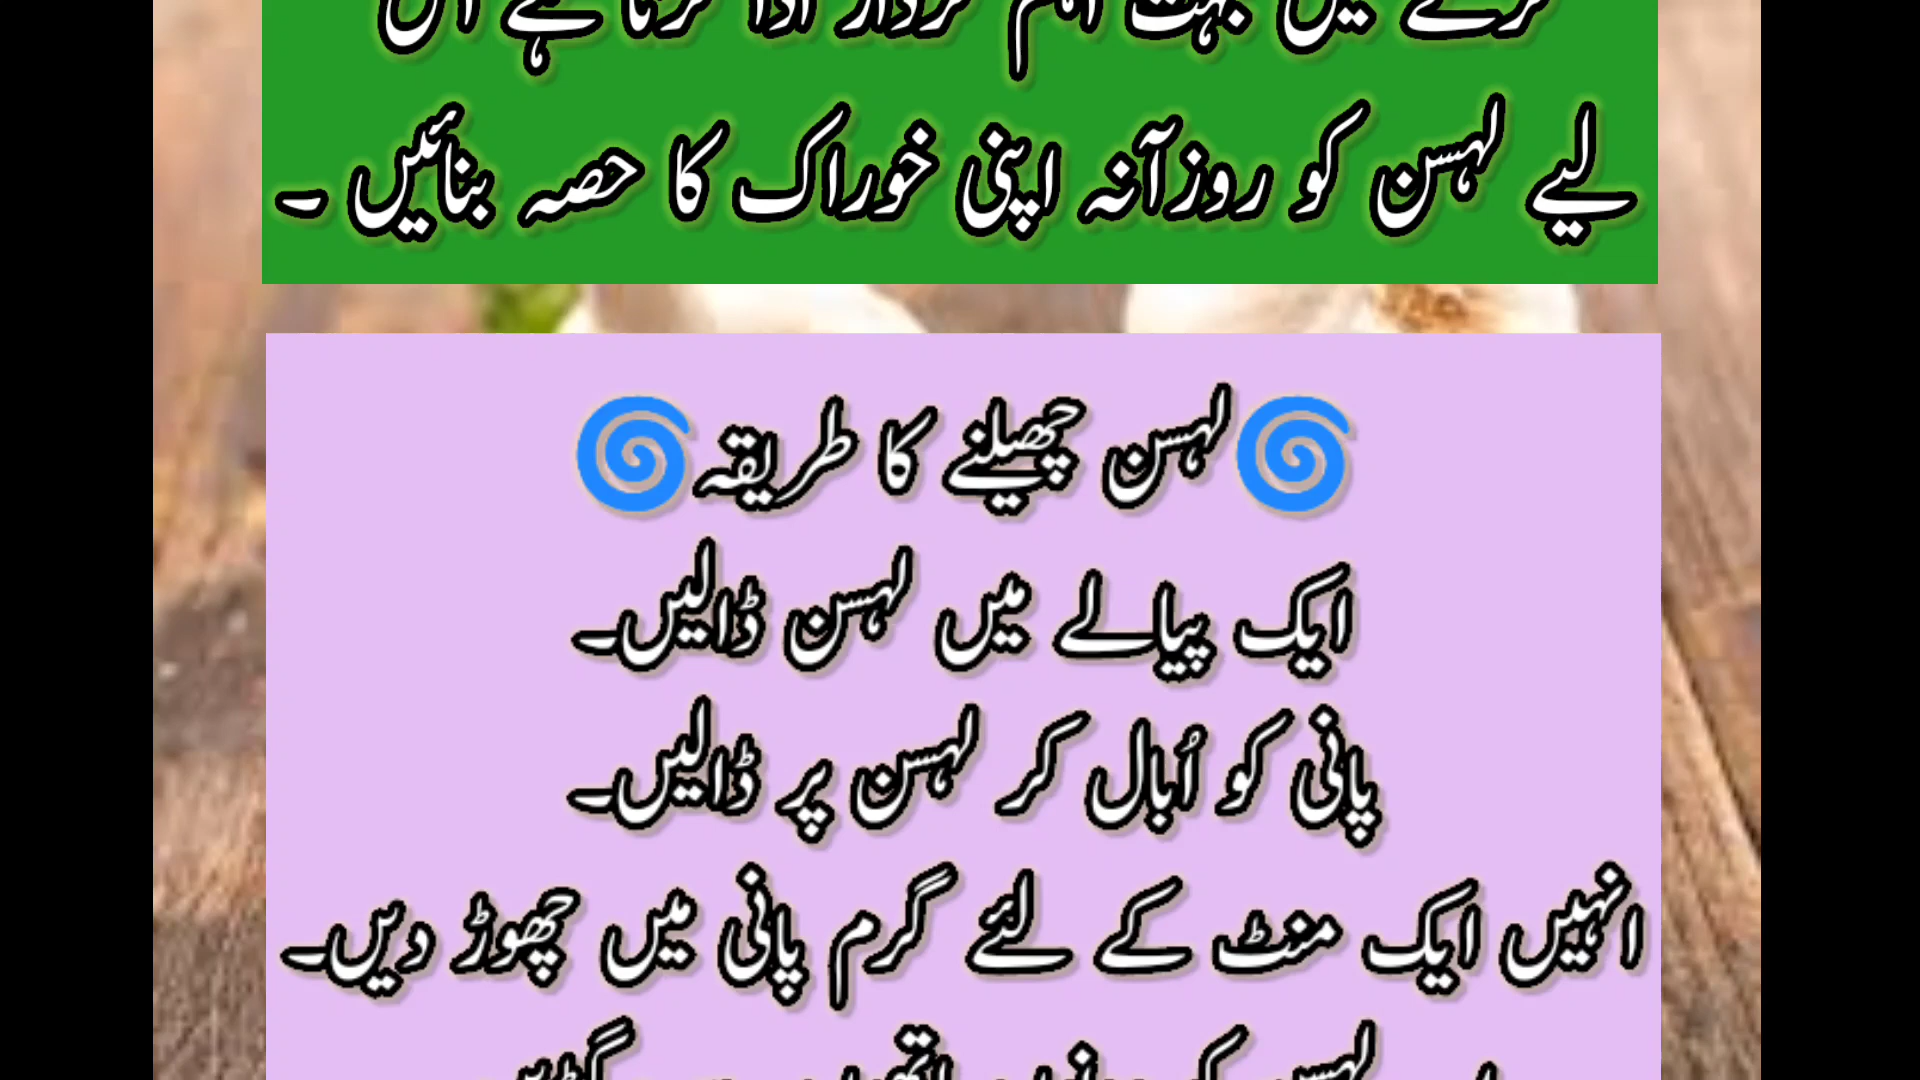 کرنے میں بہت اہم کردار ادا کرتا ہے اس
لیے لہسن کو روزآنہ اپنی خوراک کا حصہ بنائیں ۔
🌀لہسن چھیلنے کا طریقہ🌀
ایک پیالے میں لہسن ڈالیں۔
پانی کو اُبال کر لہسن پر ڈالیں۔
انہیں ایک منٹ کے لئے گرم پانی میں چھوڑ دیں۔
لہسن